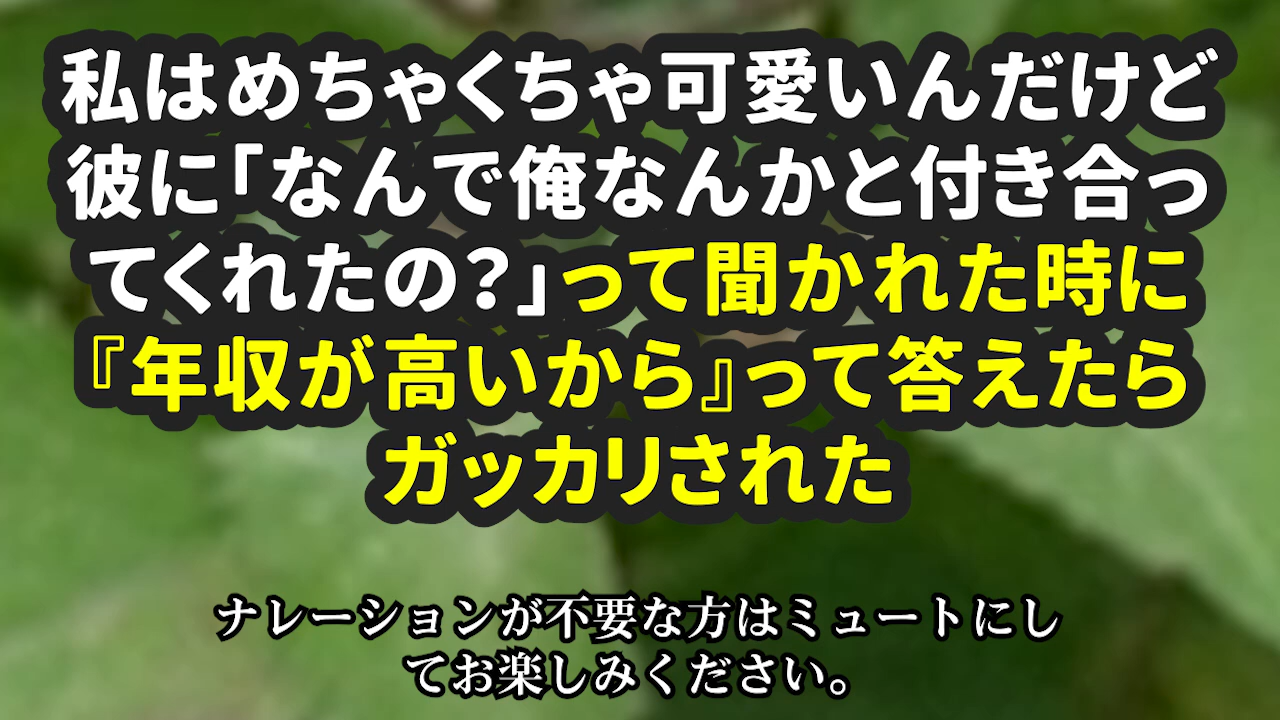 私はめちゃくちゃ可愛いんだけど
彼に「なんで俺なんかと付き合っ
てくれたの?」って聞かれた時に
『年収が高いから』って答えたら
ガッカリされた
ナレーションが不要な方はミュートにし
てお楽しみください。